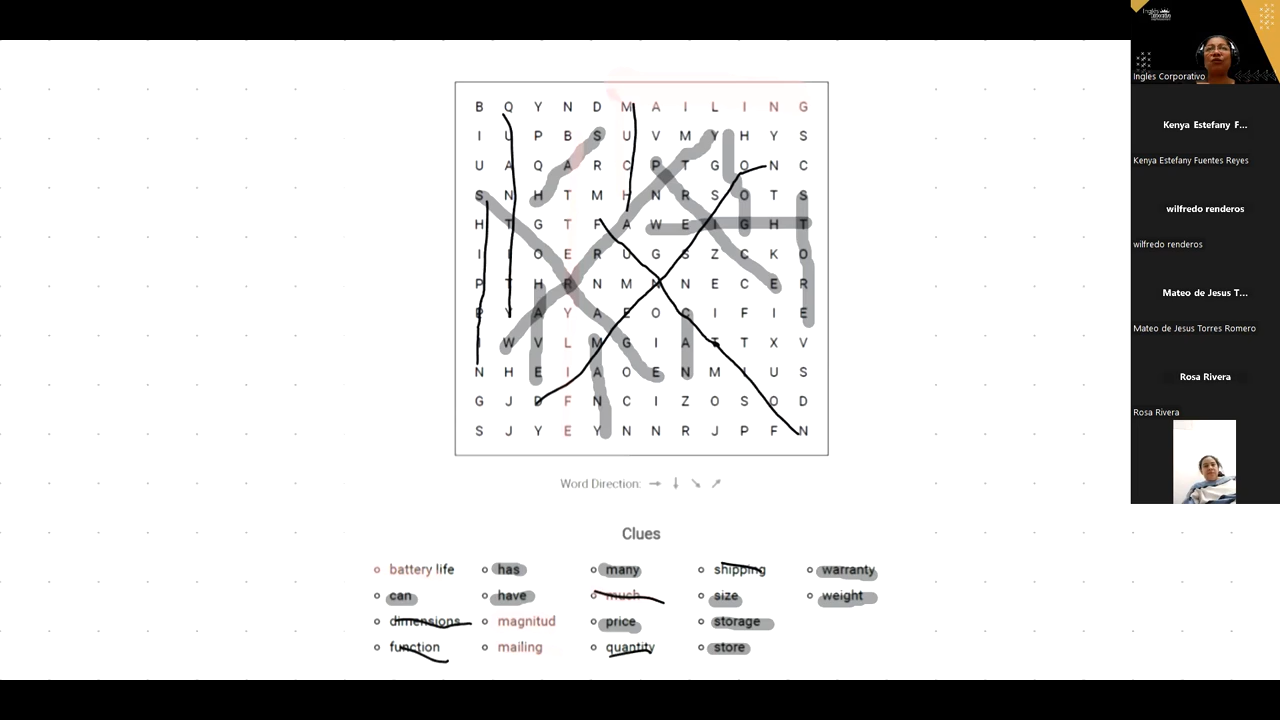 Inglés Corporativo
Ingles Corporativo
Kenya Estefany F...
Kenya Estefany Fuentes Reyes
wilfredo renderos
wilfredo renderos
Mateo de Jesus T...
Mateo de Jesus Torres Romero
Rosa Rivera
Rosa Rivera
B Q Y N D M A I L I N G
I U P B S U V M Y H Y S
U A Q A R C P T G O N C
S N H T M H N R S O T S
H T G T F A W E I G H T
I I O E R U G S Z C K O
P T H R N M N N E C E R
P Y A Y A E O C I F I E
I W V L M G I A T T X V
N H E I A O E N M I U S
G J D F N C I Z O S O D
S J Y E Y N N R J P F N
Word Direction: → ↓ ↘ ↗
Clues
battery life has many shipping warranty
can have much size weight
dimensions magnitud price storage
function mailing quantity store